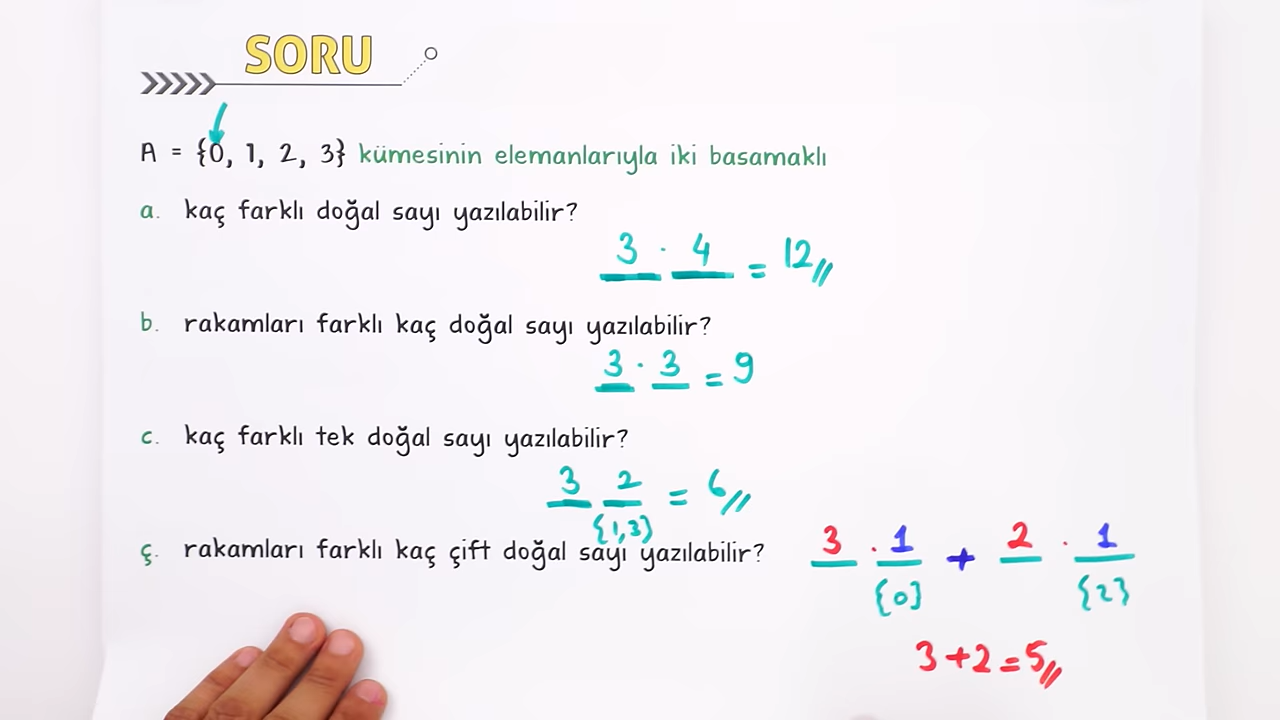 SORU
A = {0, 1, 2, 3} kümesinin elemanlarıyla iki basamaklı
a. kaç farklı doğal sayı yazılabilir?
3 · 4 = 12//
b. rakamları farklı kaç doğal sayı yazılabilir?
3 · 3 = 9
c. kaç farklı tek doğal sayı yazılabilir?
3 2 = 6 //
{1,3}
ç. rakamları farklı kaç çift doğal sayı yazılabilir?
3 · 1 + 2 · 1
{0} {2}
3+2=5 //